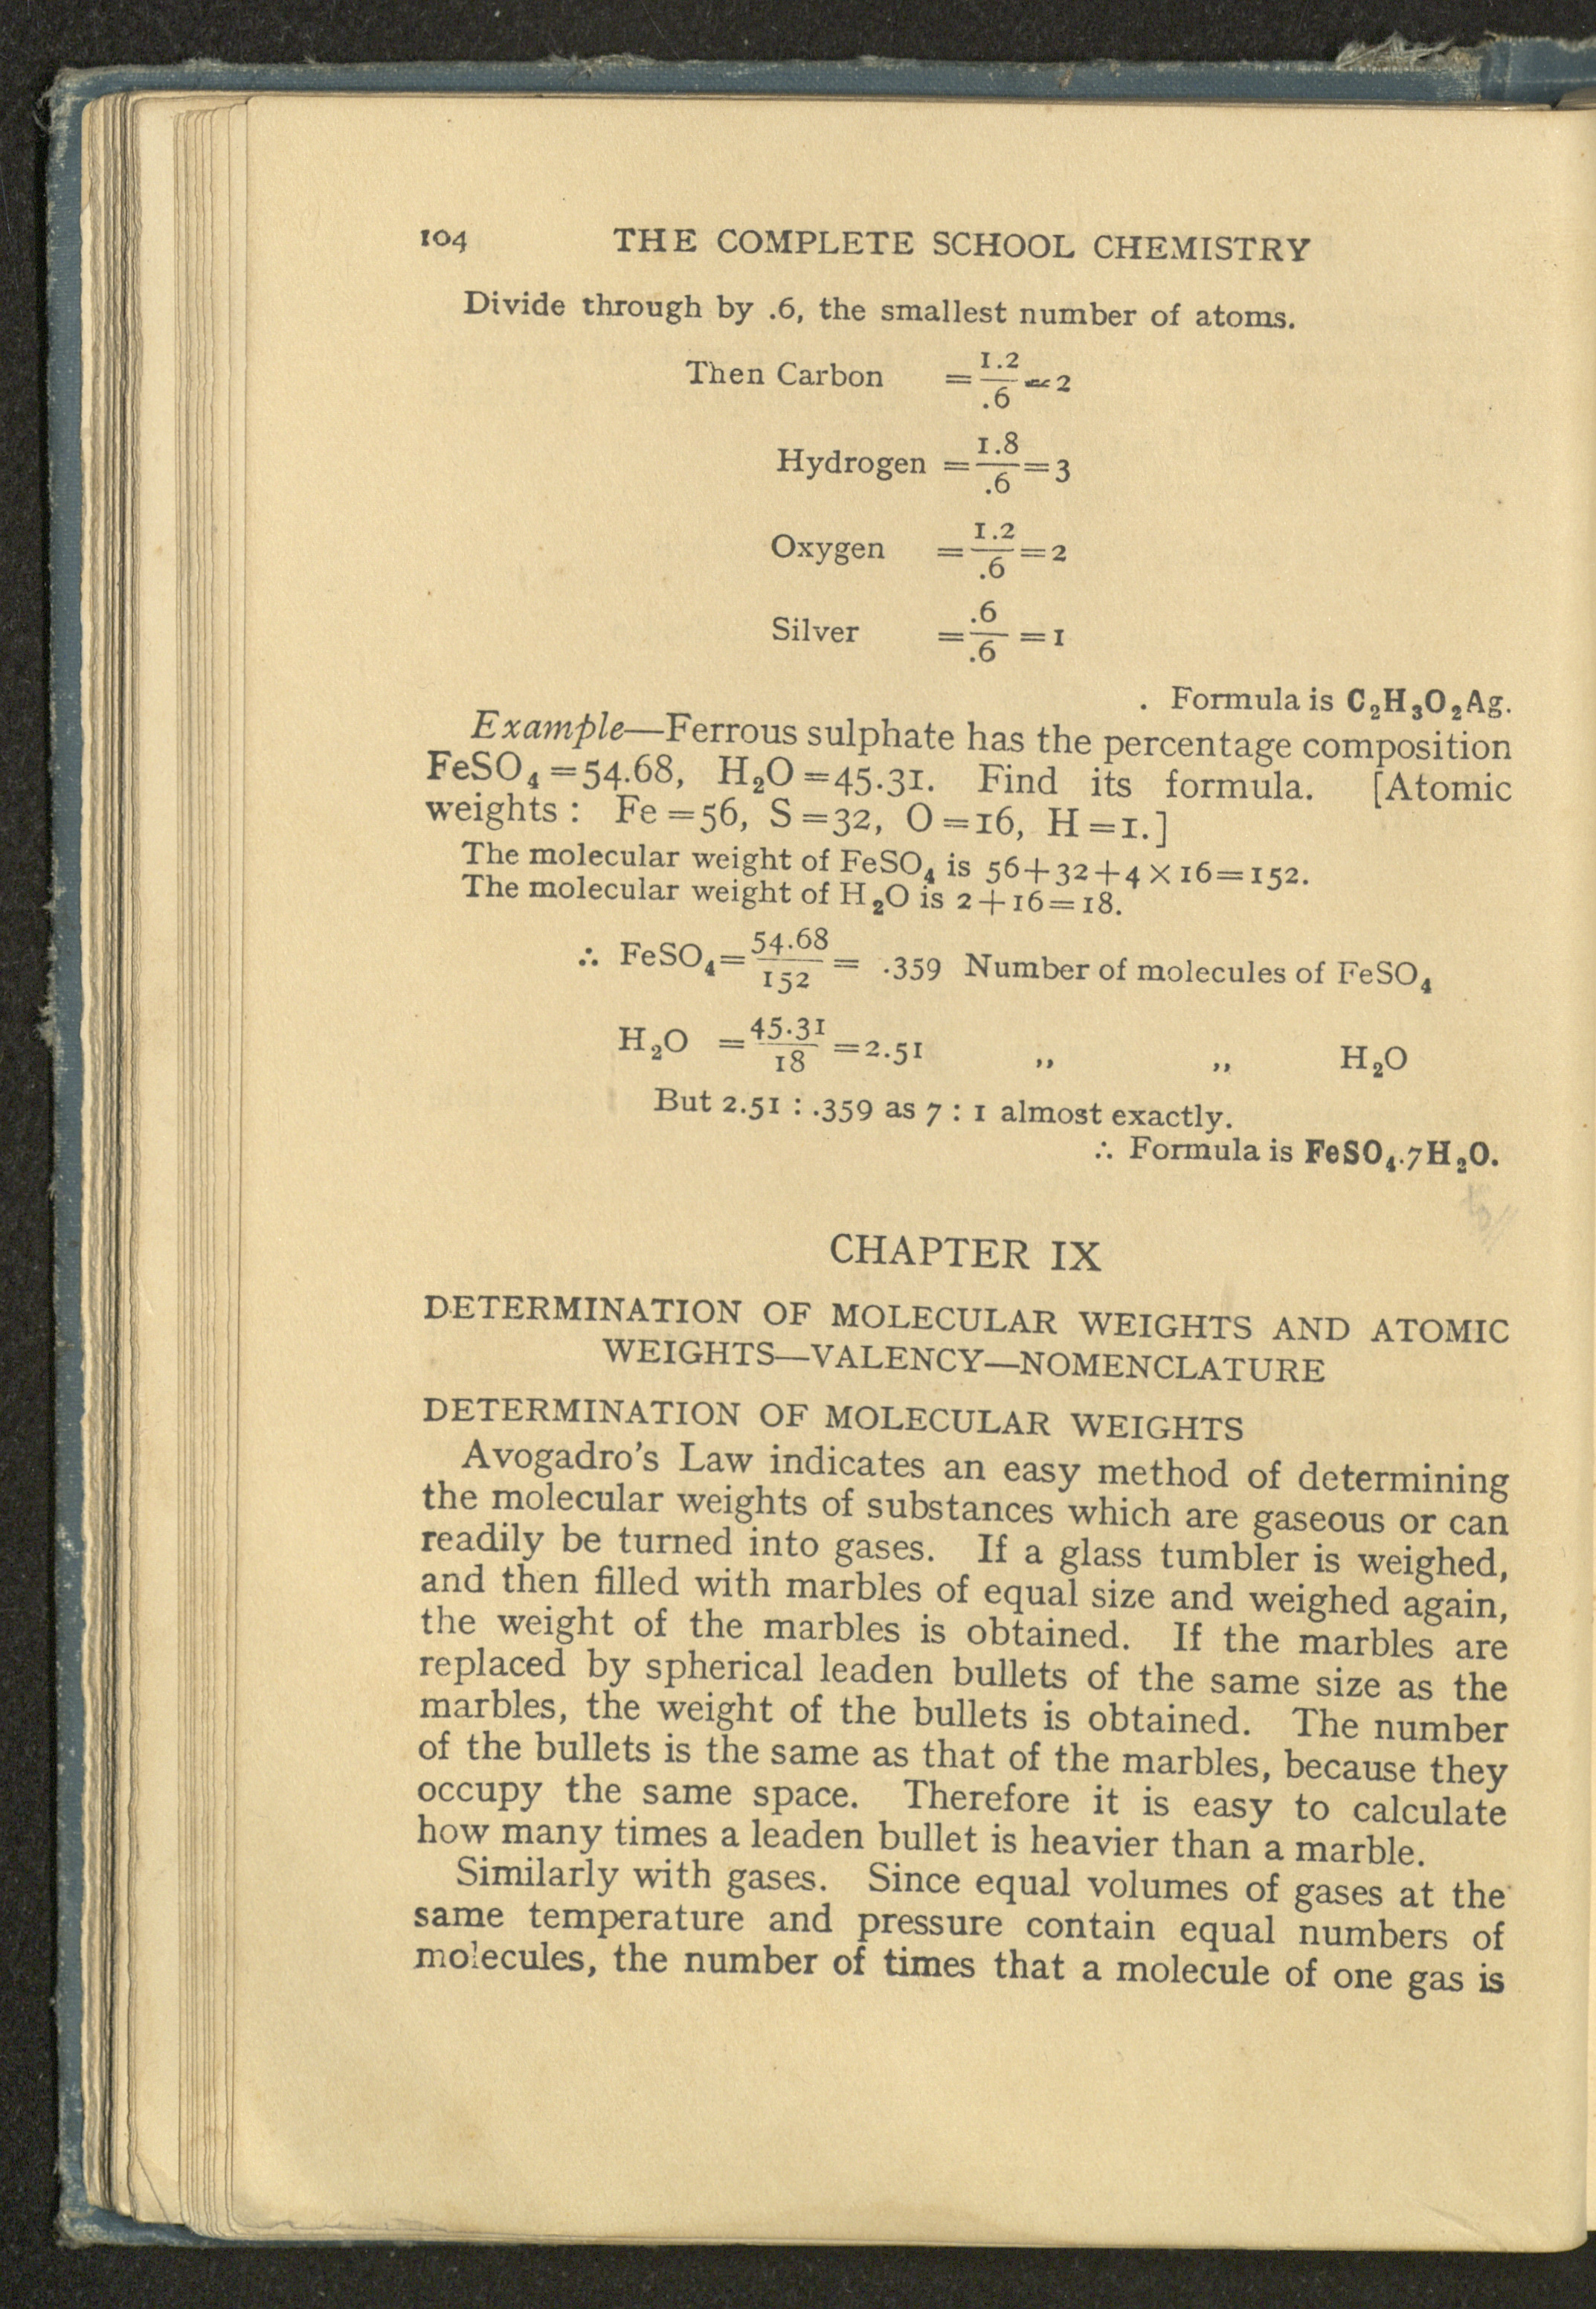 104 THE COMPLETE SCHOOL CHEMISTRY
Divide through by .6, the smallest number of atoms.
Then Carbon = 1.2/.6 = 2
Hydrogen = 1.8/.6 = 3
Oxygen = 1.2/.6 = 2
Silver = .6/.6 = 1
. Formula is C₂H₃O₂Ag.
Example—Ferrous sulphate has the percentage composition
FeSO₄=54.68, H₂O=45.31. Find its formula. [Atomic
weights: Fe=56, S=32, O=16, H=1.]
The molecular weight of FeSO₄ is 56+32+4×16=152.
The molecular weight of H₂O is 2+16=18.
∴ FeSO₄ = 54.68/152 = .359 Number of molecules of FeSO₄
H₂O = 45.31/18 = 2.51 ,, ,, H₂O
But 2.51 : .359 as 7 : 1 almost exactly.
∴ Formula is FeSO₄.7H₂O.
CHAPTER IX
DETERMINATION OF MOLECULAR WEIGHTS AND ATOMIC
WEIGHTS—VALENCY—NOMENCLATURE
DETERMINATION OF MOLECULAR WEIGHTS
Avogadro's Law indicates an easy method of determining
the molecular weights of substances which are gaseous or can
readily be turned into gases. If a glass tumbler is weighed,
and then filled with marbles of equal size and weighed again,
the weight of the marbles is obtained. If the marbles are
replaced by spherical leaden bullets of the same size as the
marbles, the weight of the bullets is obtained. The number
of the bullets is the same as that of the marbles, because they
occupy the same space. Therefore it is easy to calculate
how many times a leaden bullet is heavier than a marble.
Similarly with gases. Since equal volumes of gases at the
same temperature and pressure contain equal numbers of
molecules, the number of times that a molecule of one gas is